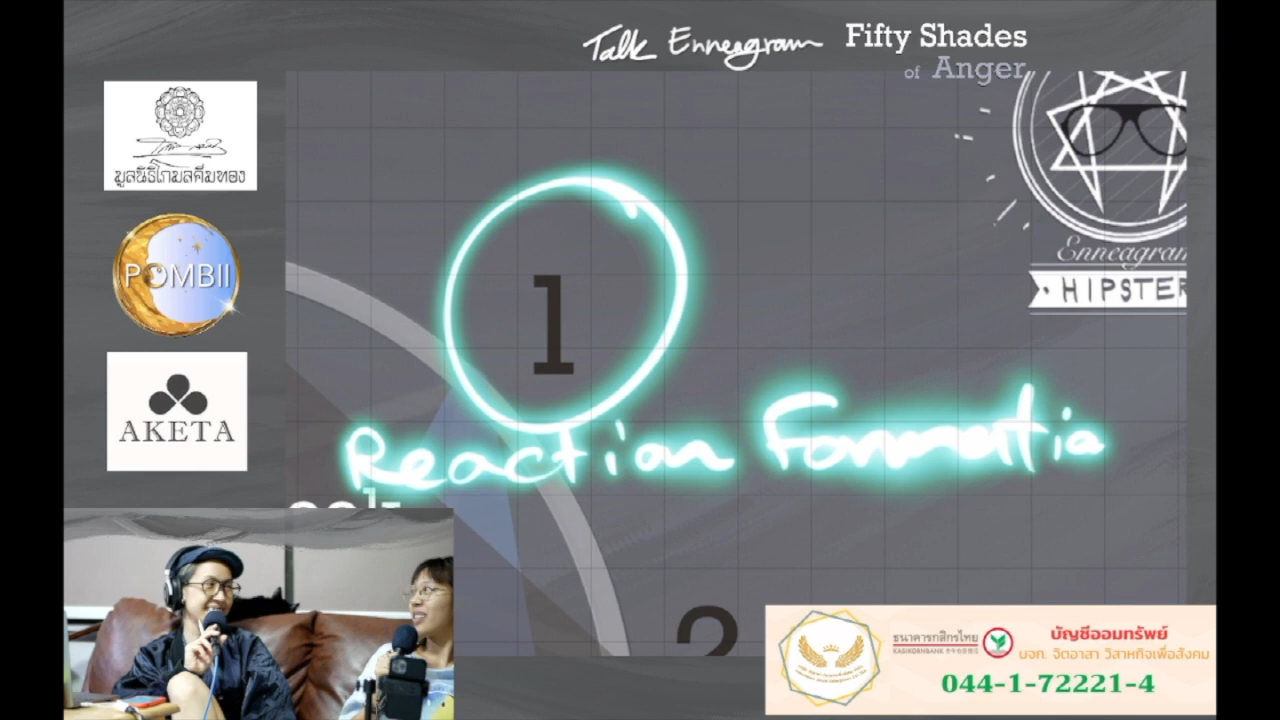 Talk Enneagram Fifty Shades
of Anger
มูลนิธิโกมลคีมทอง
POMBII
AKETA
1
Reaction Formatio
2
Enneagram
HIPSTER
ธนาคารกสิกรไทย
KASIKORNBANK
บัญชีออมทรัพย์
บจก. จิตอาสา วิสาหกิจเพื่อสังคม
044-1-72221-4